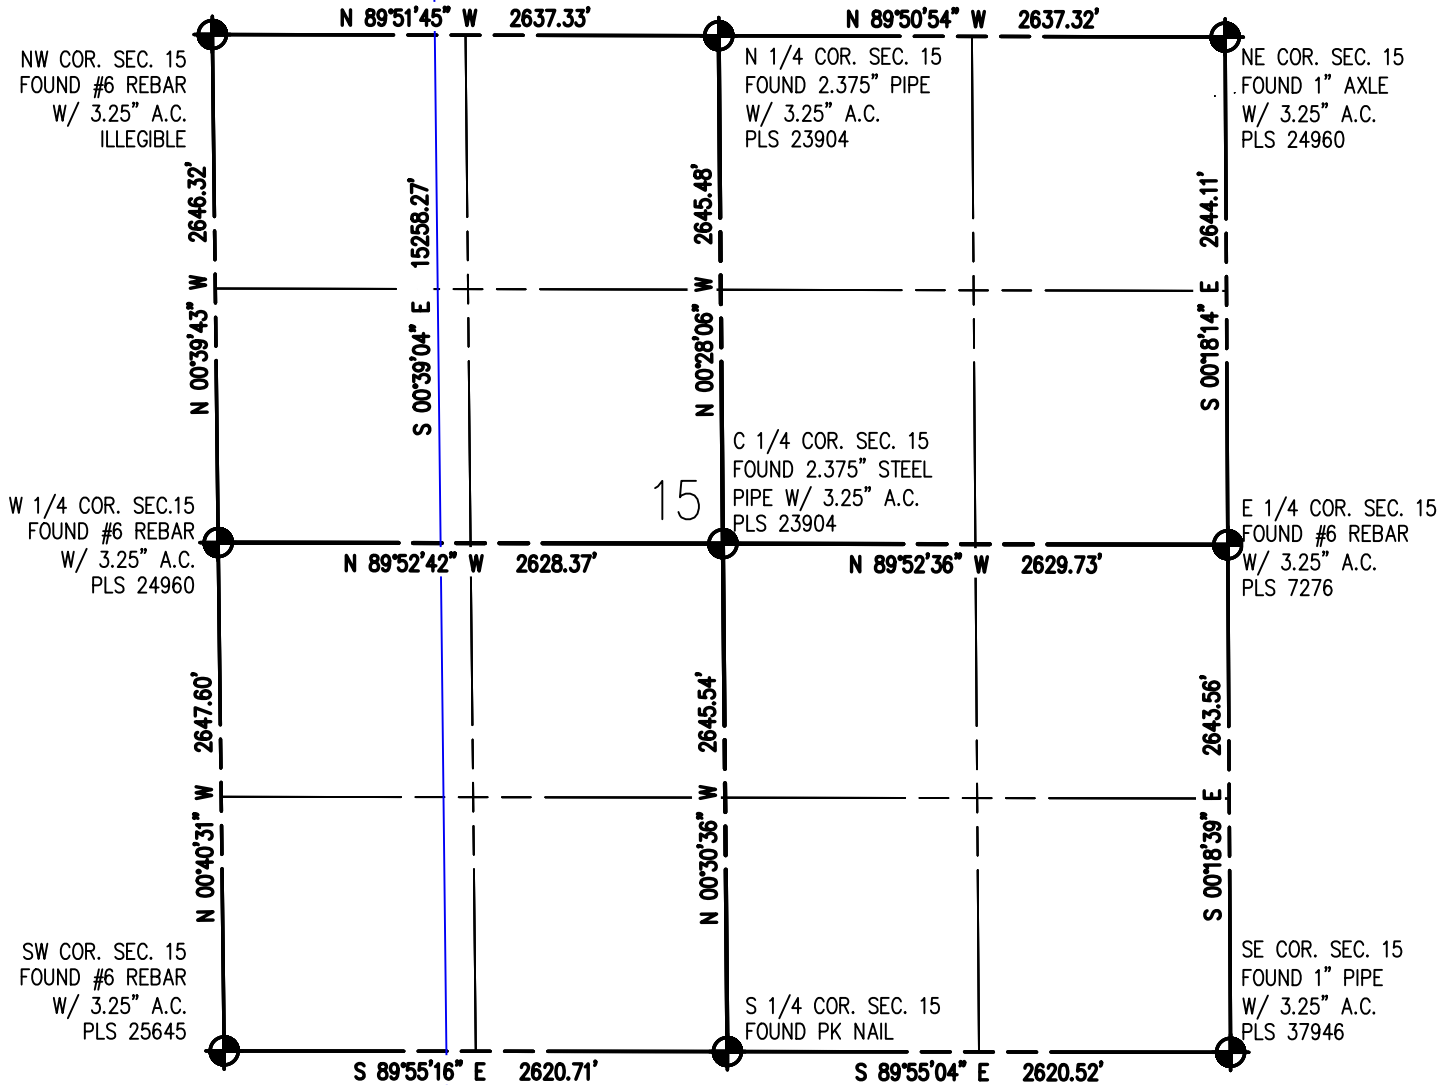 N 89°51'45" W 2637.33'
N 89°50'54" W 2637.32'
NW COR. SEC. 15
FOUND #6 REBAR
W/ 3.25" A.C.
ILLEGIBLE
N 1/4 COR. SEC. 15
FOUND 2.375" PIPE
W/ 3.25" A.C.
PLS 23904
NE COR. SEC. 15
FOUND 1" AXLE
W/ 3.25" A.C.
PLS 24960
N 00°39'43" W 2646.32'
S 00°39'04" E 15258.27'
N 00°28'06" W 2645.48'
S 00°18'14" E 2644.11'
C 1/4 COR. SEC. 15
FOUND 2.375" STEEL
PIPE W/ 3.25" A.C.
PLS 23904
15
W 1/4 COR. SEC.15
FOUND #6 REBAR
W/ 3.25" A.C.
PLS 24960
E 1/4 COR. SEC. 15
FOUND #6 REBAR
W/ 3.25" A.C.
PLS 7276
N 89°52'42" W 2628.37'
N 89°52'36" W 2629.73'
N 00°40'31" W 2647.60'
N 00°30'36" W 2645.54'
S 00°18'39" E 2643.56'
SW COR. SEC. 15
FOUND #6 REBAR
W/ 3.25" A.C.
PLS 25645
S 1/4 COR. SEC. 15
FOUND PK NAIL
SE COR. SEC. 15
FOUND 1" PIPE
W/ 3.25" A.C.
PLS 37946
S 89°55'16" E 2620.71'
S 89°55'04" E 2620.52'